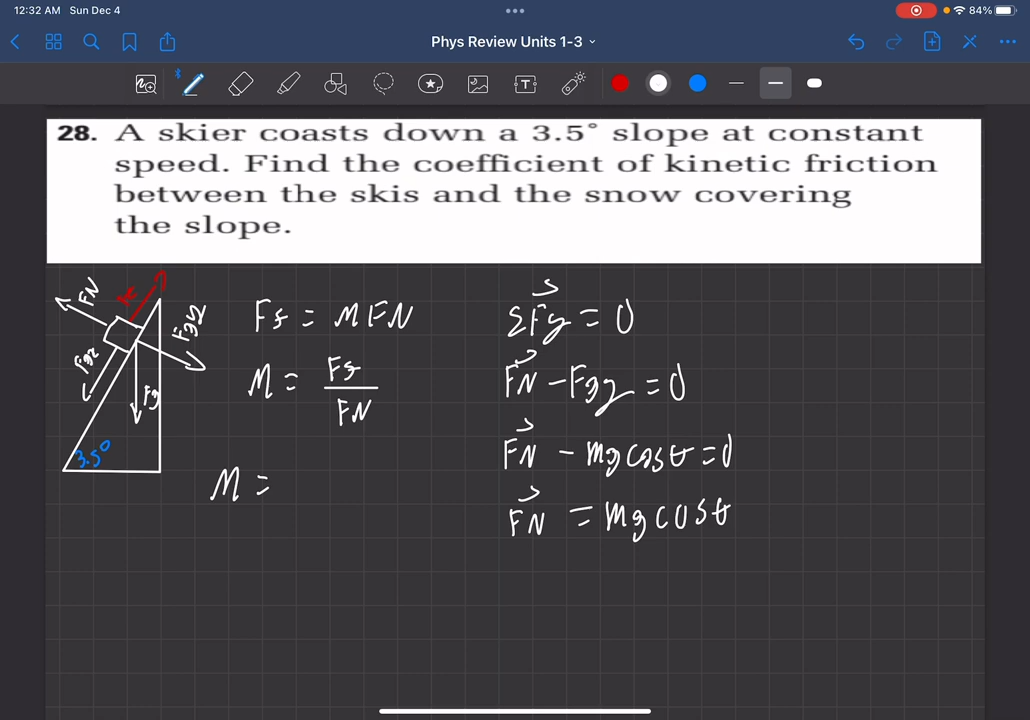 12:32 AM Sun Dec 4
84%
Phys Review Units 1-3
28. A skier coasts down a 3.5° slope at constant
speed. Find the coefficient of kinetic friction
between the skis and the snow covering
the slope.
FN
Fgy
Fgx
Fg
3.5°
Ff = M FN
M = Ff / FN
M =
ΣFy = 0
FN - Fgy = 0
FN - mg cosθ = 0
FN = mg cosθ